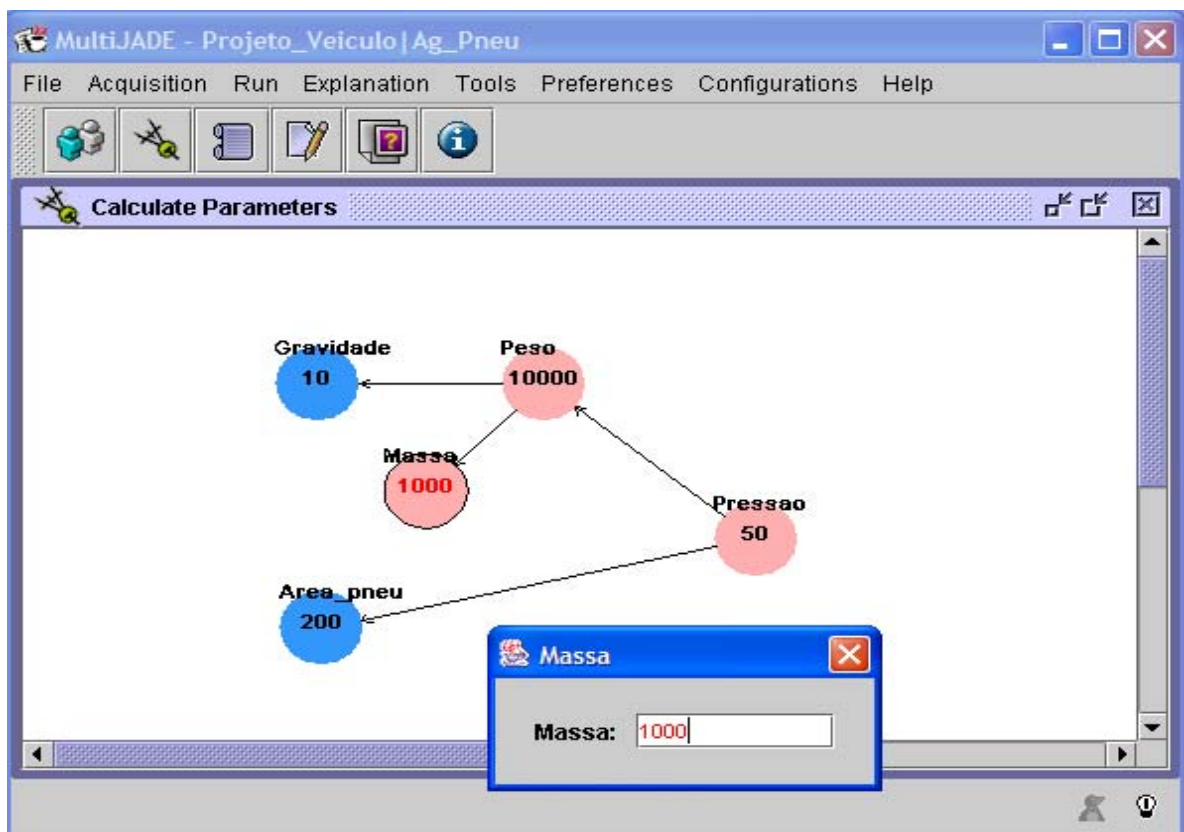 MultiJADE - Projeto_Veiculo|Ag_Pneu
File Acquisition Run Explanation Tools Preferences Configurations Help
Calculate Parameters
Gravidade
10
Peso
10000
Massa
1000
Pressao
50
Area_pneu
200
Massa
Massa: 1000